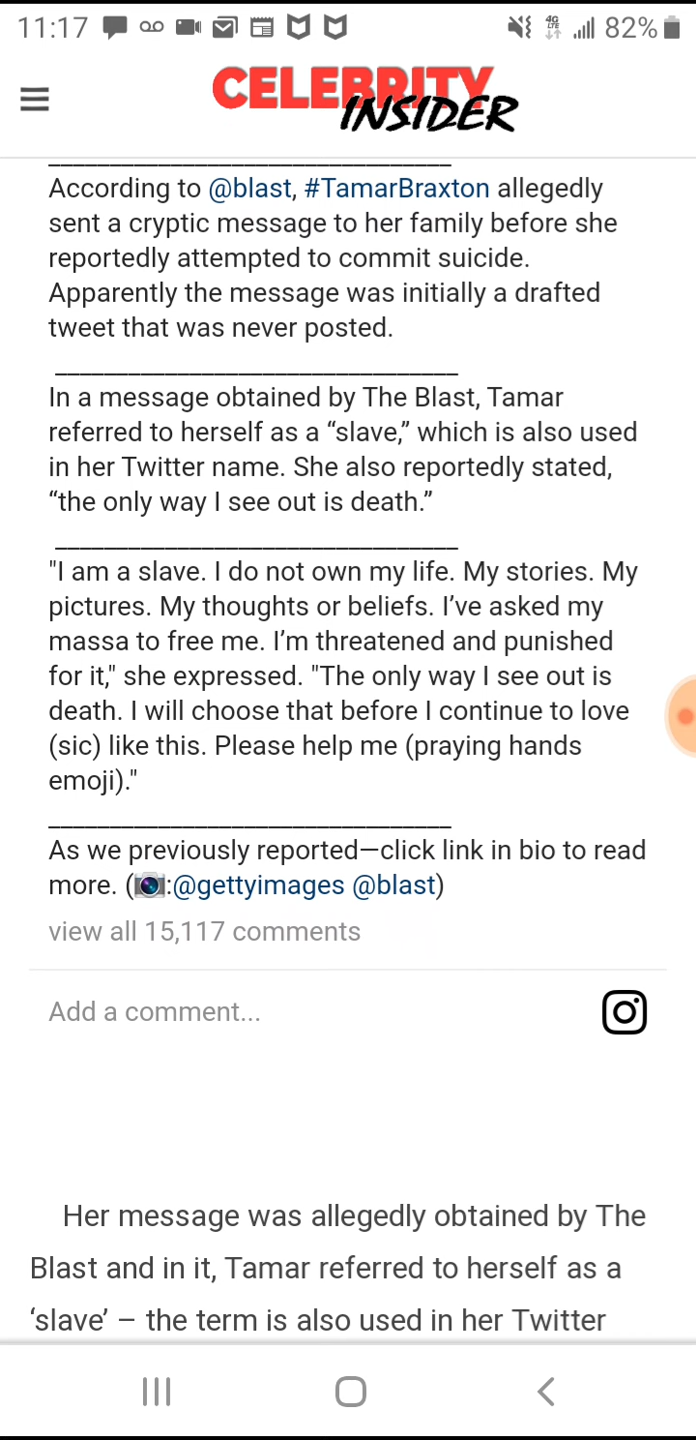 11:17 4G LTE 82%
CELEBRITY
INSIDER
According to @blast, #TamarBraxton allegedly
sent a cryptic message to her family before she
reportedly attempted to commit suicide.
Apparently the message was initially a drafted
tweet that was never posted.
In a message obtained by The Blast, Tamar
referred to herself as a “slave,” which is also used
in her Twitter name. She also reportedly stated,
“the only way I see out is death.”
"I am a slave. I do not own my life. My stories. My
pictures. My thoughts or beliefs. I’ve asked my
massa to free me. I’m threatened and punished
for it," she expressed. "The only way I see out is
death. I will choose that before I continue to love
(sic) like this. Please help me (praying hands
emoji)."
As we previously reported—click link in bio to read
more. (📷:@gettyimages @blast)
view all 15,117 comments
Add a comment...
Her message was allegedly obtained by The
Blast and in it, Tamar referred to herself as a
‘slave’ – the term is also used in her Twitter